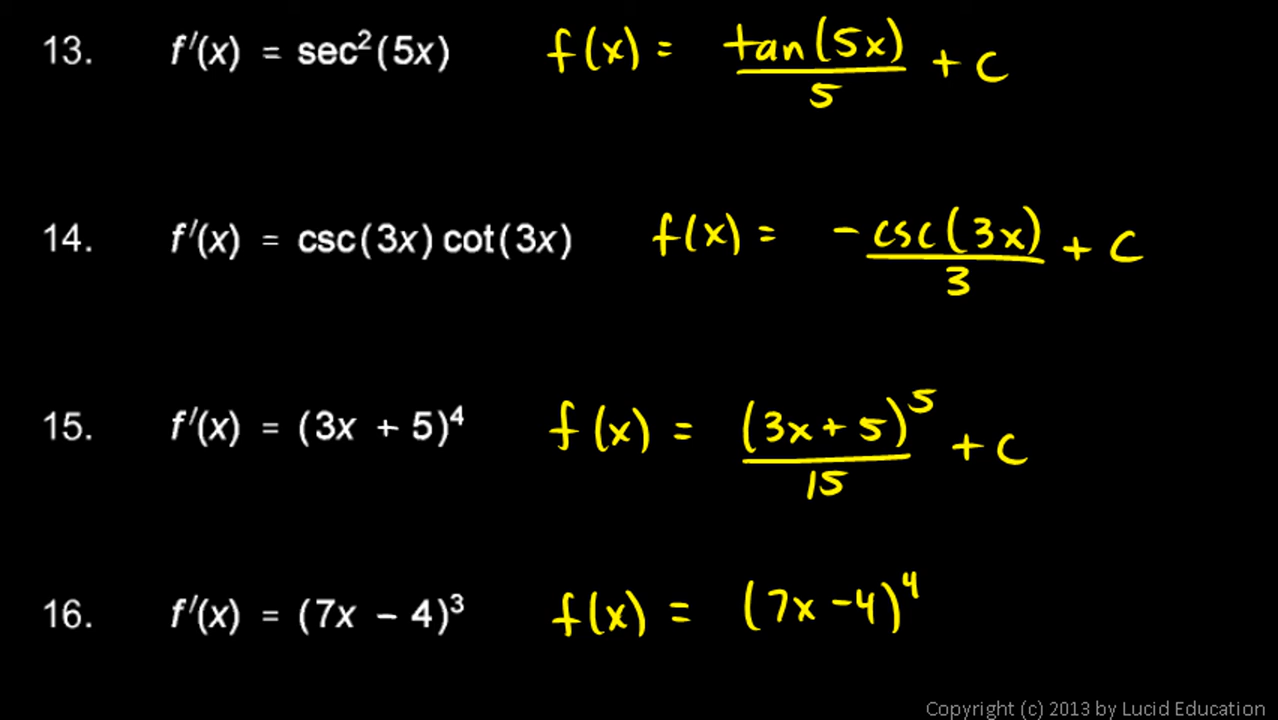 13. f′(x) = sec²(5x) f(x) = tan(5x)/5 + C
14. f′(x) = csc(3x) cot(3x) f(x) = -csc(3x)/3 + C
15. f′(x) = (3x + 5)⁴ f(x) = (3x+5)⁵/15 + C
16. f′(x) = (7x − 4)³ f(x) = (7x-4)⁴
Copyright (c) 2013 by Lucid Education